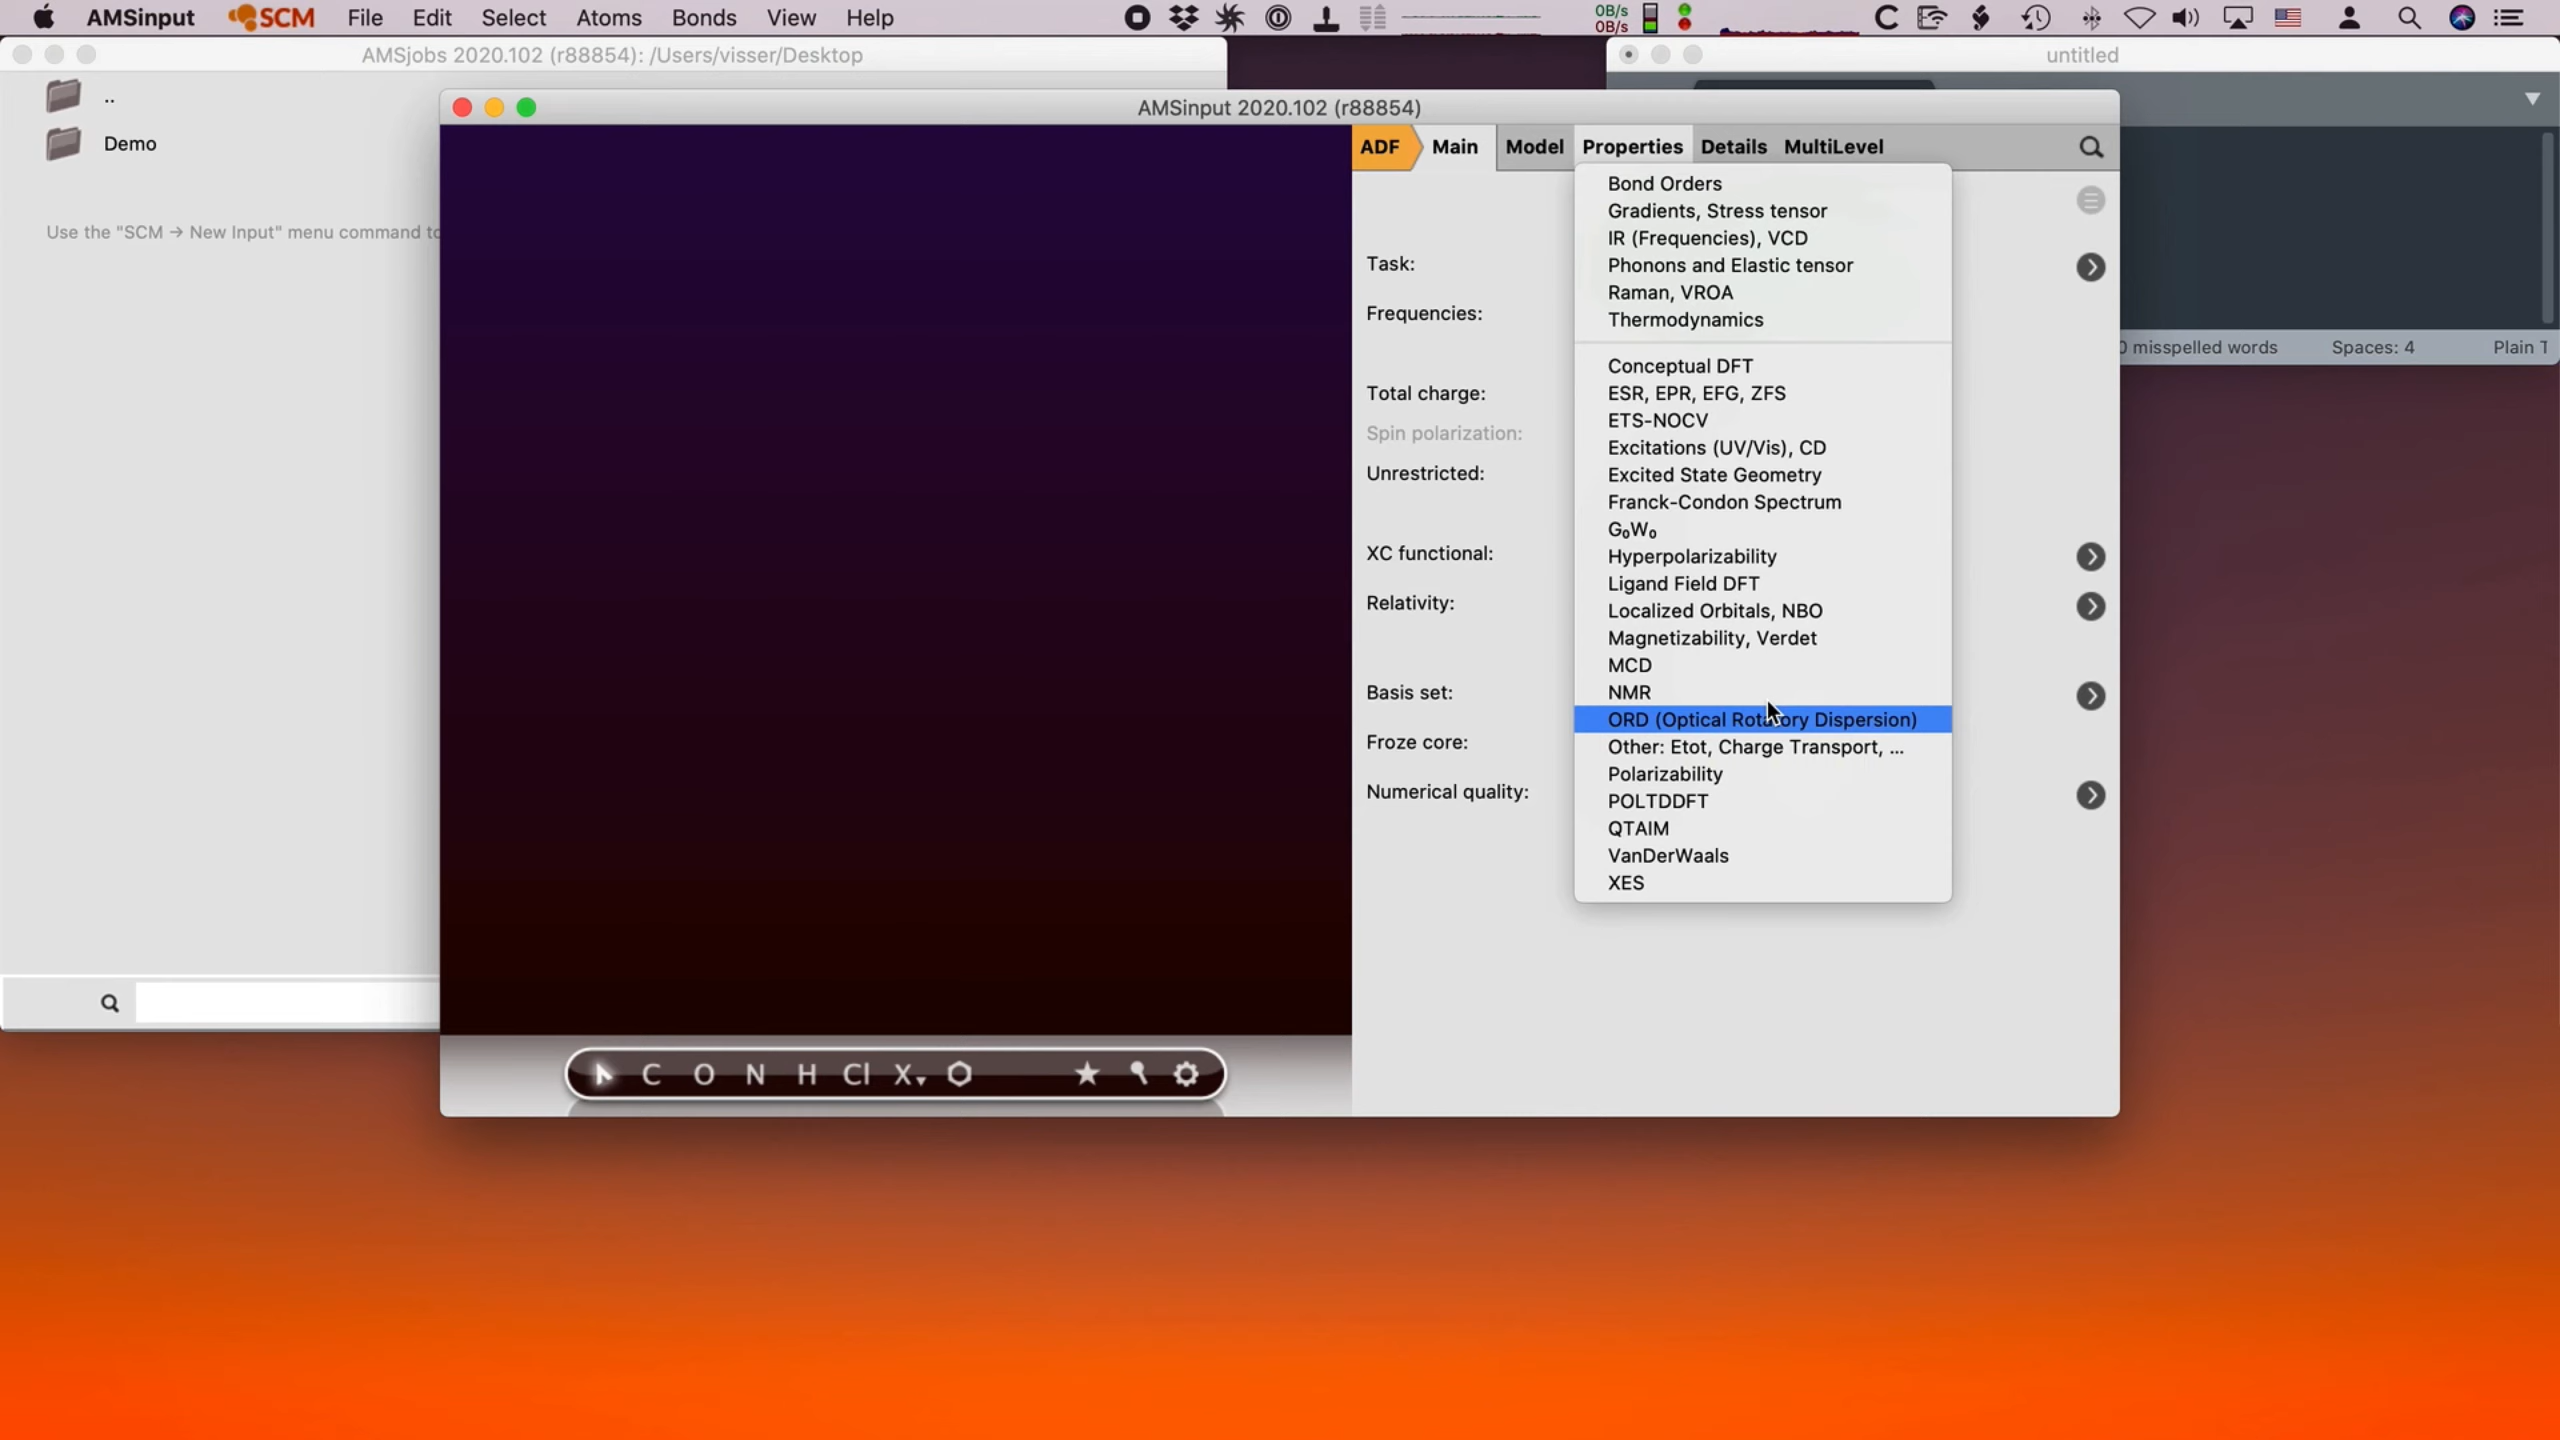 AMSinput SCM File Edit Select Atoms Bonds View Help
0B/s
0B/s
AMSjobs 2020.102 (r88854): /Users/visser/Desktop
untitled
..
Demo
Use the "SCM → New Input" menu command to
AMSinput 2020.102 (r88854)
ADF Main Model Properties Details MultiLevel
Task:
Frequencies:
Total charge:
Spin polarization:
Unrestricted:
XC functional:
Relativity:
Basis set:
Froze core:
Numerical quality:
Bond Orders
Gradients, Stress tensor
IR (Frequencies), VCD
Phonons and Elastic tensor
Raman, VROA
Thermodynamics
Conceptual DFT
ESR, EPR, EFG, ZFS
ETS-NOCV
Excitations (UV/Vis), CD
Excited State Geometry
Franck-Condon Spectrum
G₀W₀
Hyperpolarizability
Ligand Field DFT
Localized Orbitals, NBO
Magnetizability, Verdet
MCD
NMR
ORD (Optical Rotatory Dispersion)
Other: Etot, Charge Transport, ...
Polarizability
POLTDDFT
QTAIM
VanDerWaals
XES
0 misspelled words Spaces: 4 Plain T
C O N H Cl X